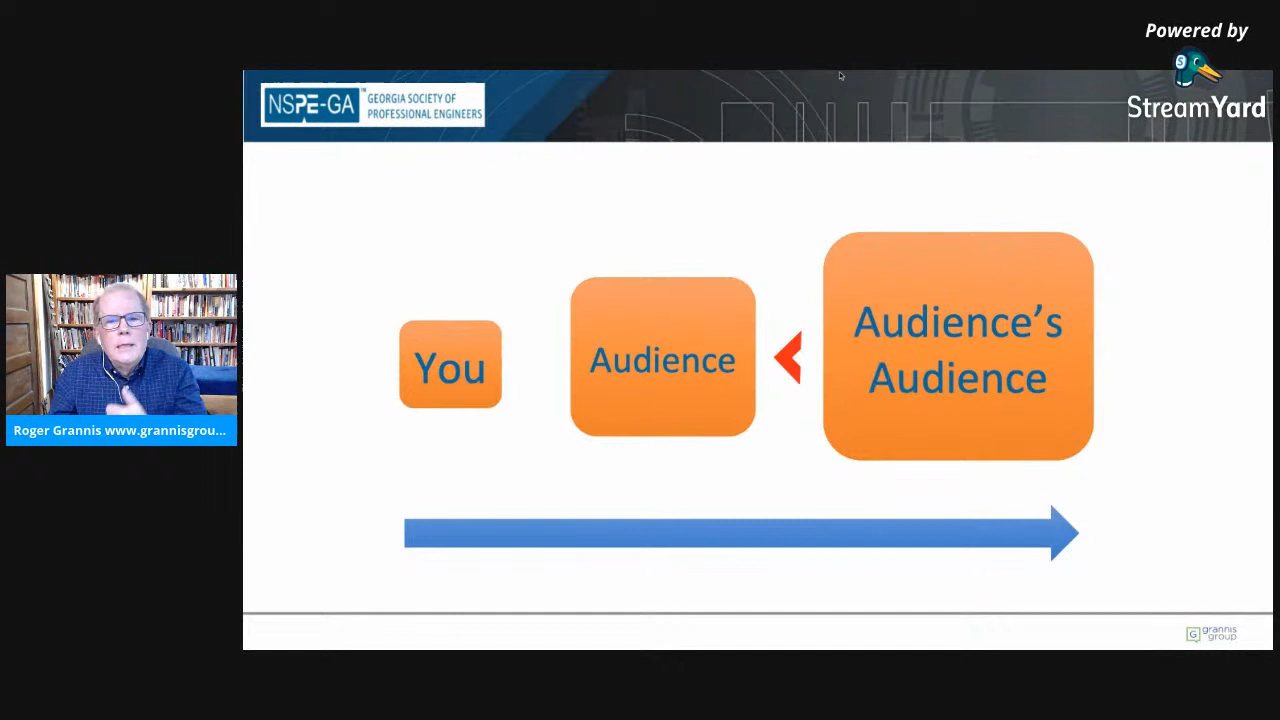 Powered by
StreamYard
NSPE-GA™
GEORGIA SOCIETY OF
PROFESSIONAL ENGINEERS
You
Audience
Audience’s
Audience
Roger Grannis www.grannisgrou...
G
grannis
group